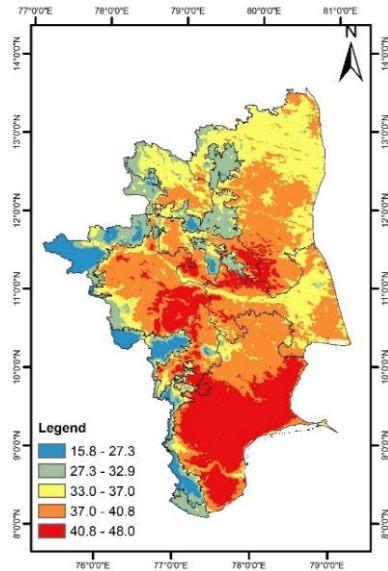 77°0'0"E 78°0'0"E 79°0'0"E 80°0'0"E 81°0'0"E
N
14°0'0"N 14°0'0"N
13°0'0"N 13°0'0"N
12°0'0"N 12°0'0"N
11°0'0"N 11°0'0"N
10°0'0"N 10°0'0"N
9°0'0"N 9°0'0"N
8°0'0"N 8°0'0"N
Legend
15.8 - 27.3
27.3 - 32.9
33.0 - 37.0
37.0 - 40.8
40.8 - 48.0
76°0'0"E 77°0'0"E 78°0'0"E 79°0'0"E